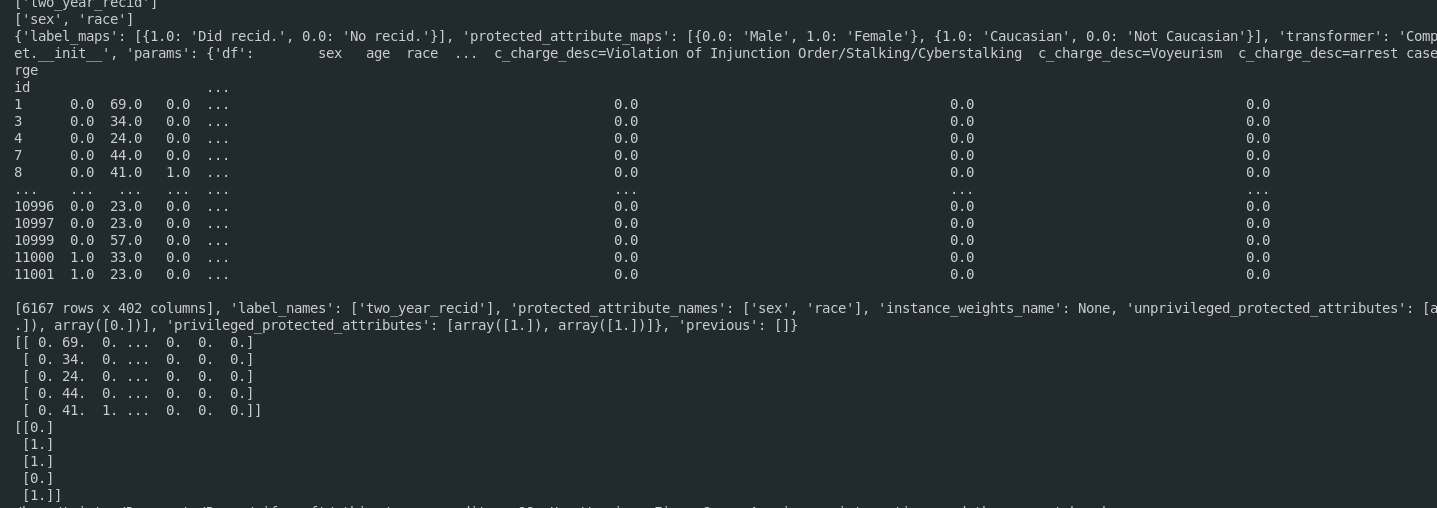 ['two_year_recid']
['sex', 'race']
{'label_maps': [{1.0: 'Did recid.', 0.0: 'No recid.'}], 'protected_attribute_maps': [{0.0: 'Male', 1.0: 'Female'}, {1.0: 'Caucasian', 0.0: 'Not Caucasian'}], 'transformer': 'Comp
et.__init__', 'params': {'df':        sex   age  race  ...  c_charge_desc=Violation of Injunction Order/Stalking/Cyberstalking  c_charge_desc=Voyeurism  c_charge_desc=arrest case
rge
id                      ...
1     0.0  69.0   0.0  ...                                                0.0                                       0.0                                  0.0
3     0.0  34.0   0.0  ...                                                0.0                                       0.0                                  0.0
4     0.0  24.0   0.0  ...                                                0.0                                       0.0                                  0.0
7     0.0  44.0   0.0  ...                                                0.0                                       0.0                                  0.0
8     0.0  41.0   1.0  ...                                                0.0                                       0.0                                  0.0
...   ...   ...   ...  ...                                                ...                                       ...                                  ...
10996  0.0  23.0   0.0  ...                                                0.0                                       0.0                                  0.0
10997  0.0  23.0   0.0  ...                                                0.0                                       0.0                                  0.0
10999  0.0  57.0   0.0  ...                                                0.0                                       0.0                                  0.0
11000  1.0  33.0   0.0  ...                                                0.0                                       0.0                                  0.0
11001  1.0  23.0   0.0  ...                                                0.0                                       0.0                                  0.0
[6167 rows x 402 columns], 'label_names': ['two_year_recid'], 'protected_attribute_names': ['sex', 'race'], 'instance_weights_name': None, 'unprivileged_protected_attributes': [a
.]), array([0.])], 'privileged_protected_attributes': [array([1.]), array([1.])]}, 'previous': []}
[[ 0. 69.  0. ...  0.  0.  0.]
 [ 0. 34.  0. ...  0.  0.  0.]
 [ 0. 24.  0. ...  0.  0.  0.]
 [ 0. 44.  0. ...  0.  0.  0.]
 [ 0. 41.  1. ...  0.  0.  0.]]
[[0.]
 [1.]
 [1.]
 [0.]
 [1.]]